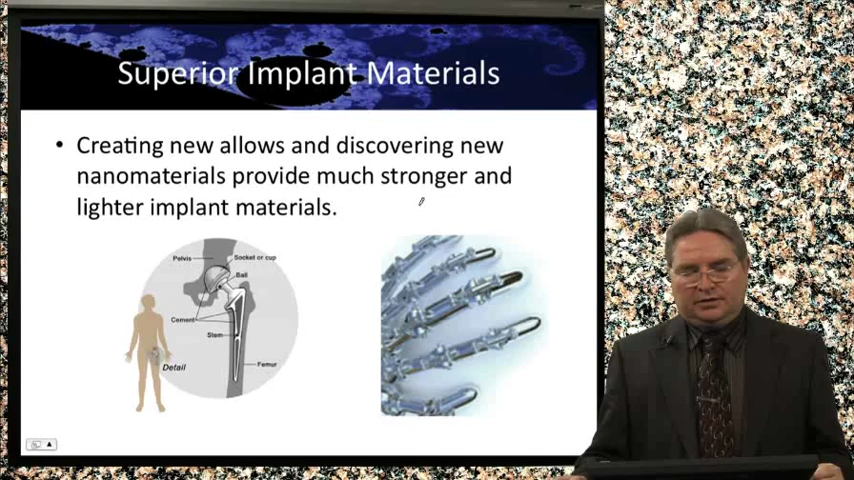 Superior Implant Materials
• Creating new allows and discovering new
nanomaterials provide much stronger and
lighter implant materials.
Pelvis
Socket or cup
Ball
Cement
Stem
Femur
Detail